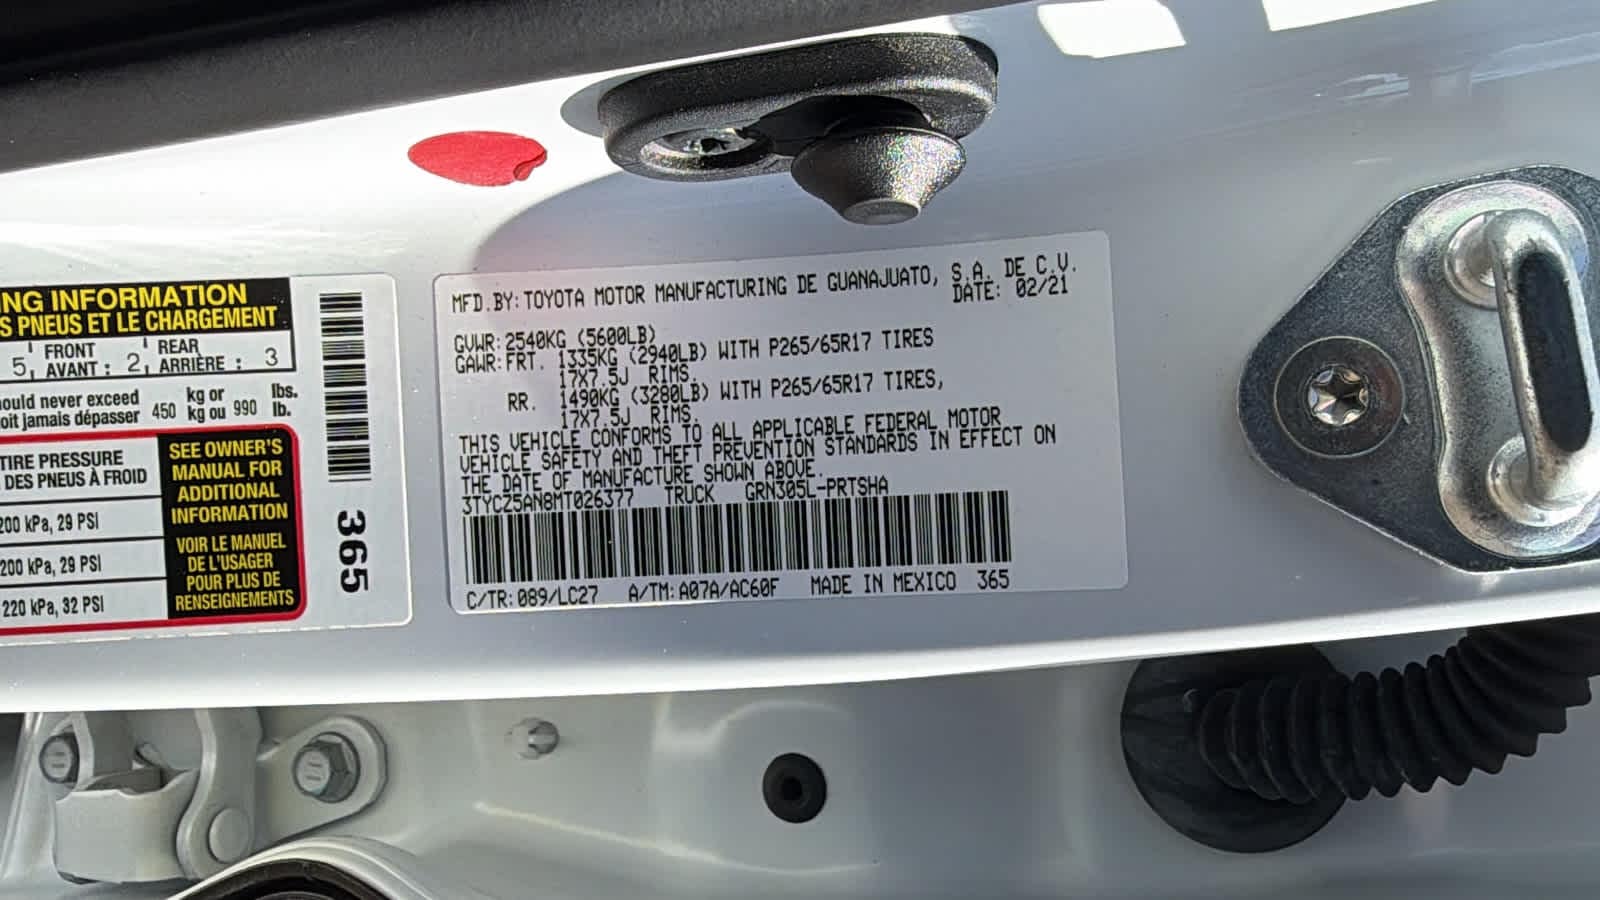 NG INFORMATION
S PNEUS ET LE CHARGEMENT
5 FRONT AVANT : 2 REAR ARRIÈRE : 3
ould never exceed 450 kg or 990 lbs.
oit jamais dépasser kg ou lb.
TIRE PRESSURE
DES PNEUS À FROID
200 kPa, 29 PSI
200 kPa, 29 PSI
220 kPa, 32 PSI
SEE OWNER'S
MANUAL FOR
ADDITIONAL
INFORMATION
VOIR LE MANUEL
DE L'USAGER
POUR PLUS DE
RENSEIGNEMENTS
365
MFD.BY:TOYOTA MOTOR MANUFACTURING DE GUANAJUATO, S.A. DE C.V.
DATE: 02/21
GVWR:2540KG (5600LB)
GAWR:FRT. 1335KG (2940LB) WITH P265/65R17 TIRES
17X7.5J RIMS,
RR. 1490KG (3280LB) WITH P265/65R17 TIRES,
17X7.5J RIMS.
THIS VEHICLE CONFORMS TO ALL APPLICABLE FEDERAL MOTOR
VEHICLE SAFETY AND THEFT PREVENTION STANDARDS IN EFFECT ON
THE DATE OF MANUFACTURE SHOWN ABOVE.
3TYCZ5AN8MT026377 TRUCK GRN305L-PRTSHA
C/TR:089/LC27 A/TM:A07A/AC60F MADE IN MEXICO 365